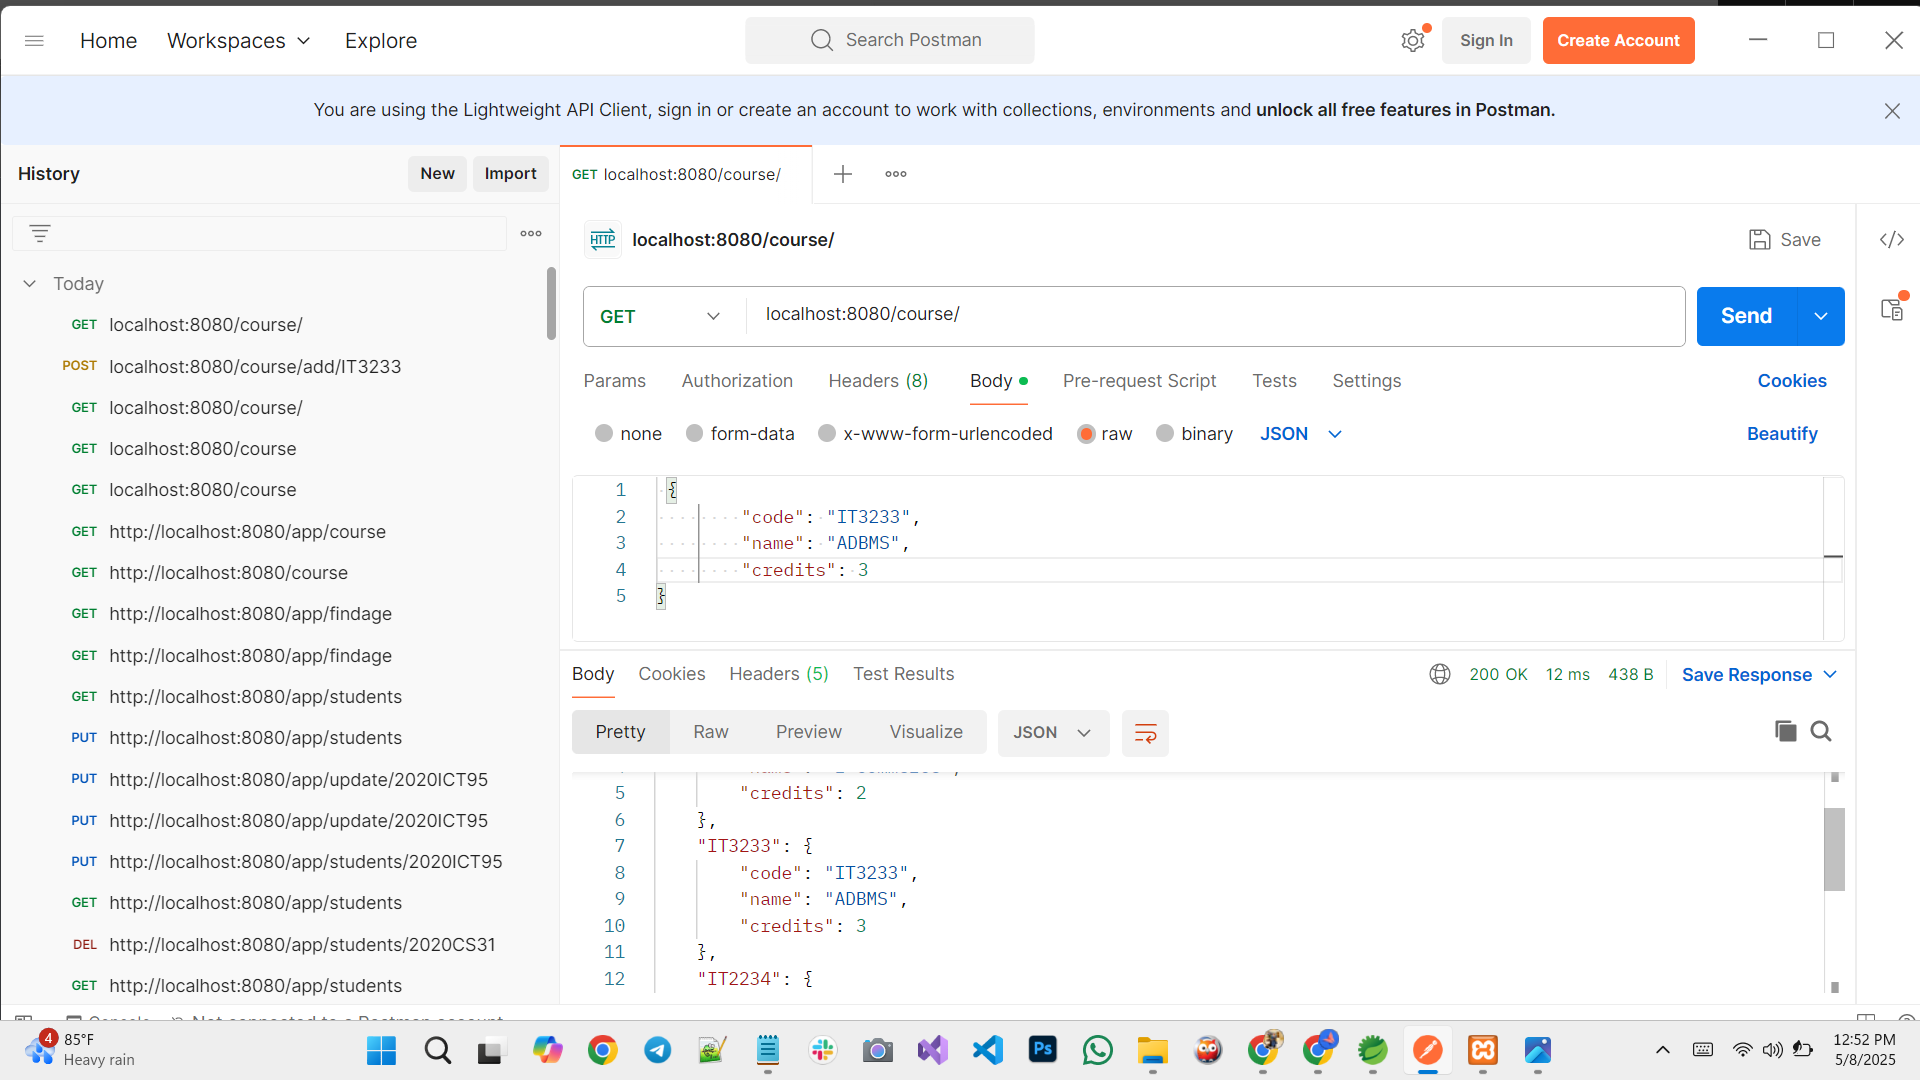 Home
Workspaces
Explore
Search Postman
Sign In
Create Account
You are using the Lightweight API Client, sign in or create an account to work with collections, environments and unlock all free features in Postman.
History
New
Import
GET localhost:8080/course/
HTTP localhost:8080/course/
Save
Today
GET localhost:8080/course/
POST localhost:8080/course/add/IT3233
GET localhost:8080/course/
GET localhost:8080/course
GET localhost:8080/course
GET http://localhost:8080/app/course
GET http://localhost:8080/course
GET http://localhost:8080/app/findage
GET http://localhost:8080/app/findage
GET http://localhost:8080/app/students
PUT http://localhost:8080/app/students
PUT http://localhost:8080/app/update/2020ICT95
PUT http://localhost:8080/app/update/2020ICT95
PUT http://localhost:8080/app/students/2020ICT95
GET http://localhost:8080/app/students
DEL http://localhost:8080/app/students/2020CS31
GET http://localhost:8080/app/students
GET localhost:8080/course/
Send
Params Authorization Headers (8) Body Pre-request Script Tests Settings Cookies
none form-data x-www-form-urlencoded raw binary JSON Beautify
1 {
2 "code": "IT3233",
3 "name": "ADBMS",
4 "credits": 3
5 }
Body Cookies Headers (5) Test Results 200 OK 12 ms 438 B Save Response
Pretty Raw Preview Visualize JSON
5 "credits": 2
6 },
7 "IT3233": {
8 "code": "IT3233",
9 "name": "ADBMS",
10 "credits": 3
11 },
12 "IT2234": {
Console Not connected to a Postman account
4
85°F
Heavy rain
Ps
12:52 PM
5/8/2025